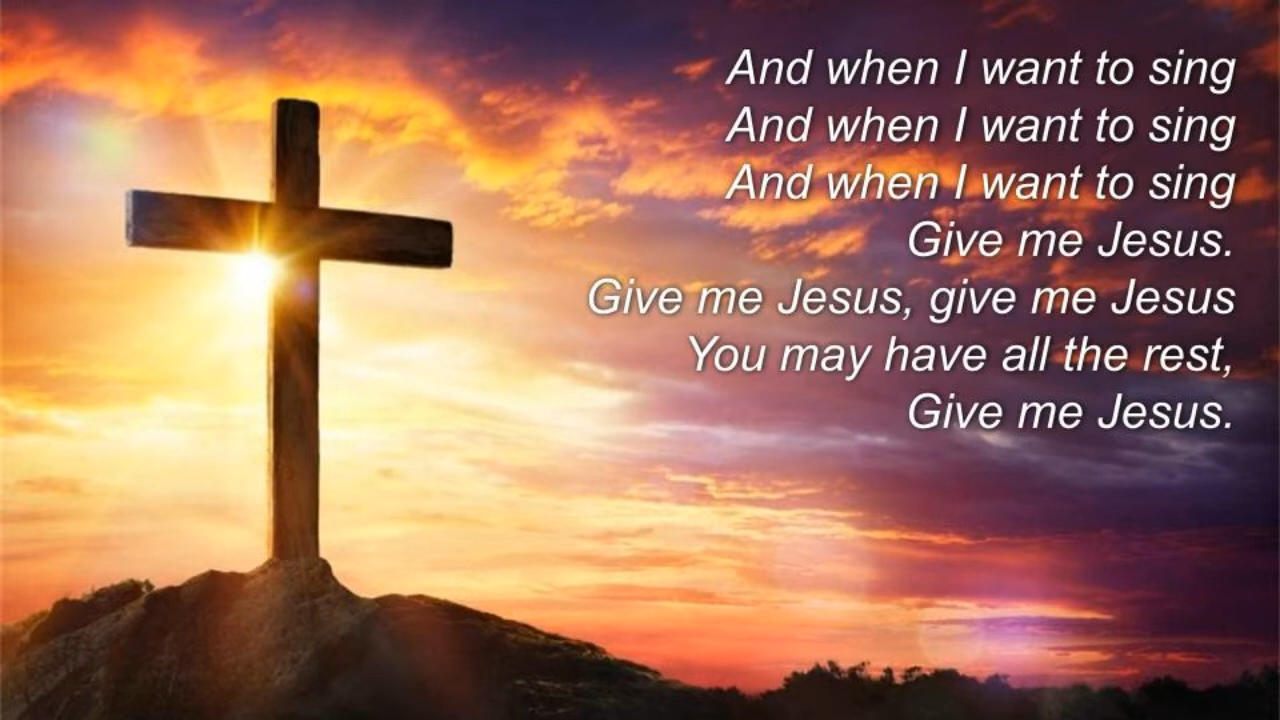 And when I want to sing
And when I want to sing
And when I want to sing
Give me Jesus.
Give me Jesus, give me Jesus
You may have all the rest,
Give me Jesus.